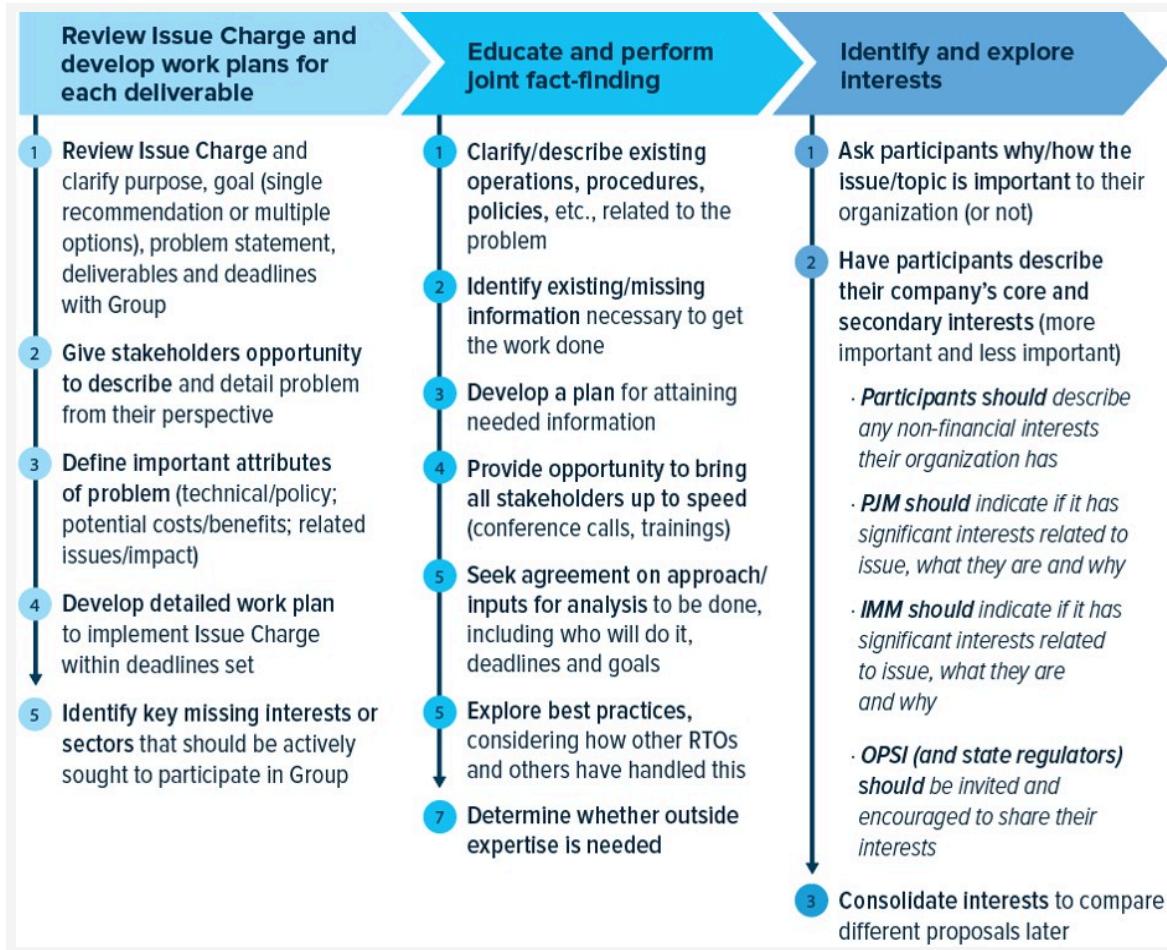 Review Issue Charge and
develop work plans for
each deliverable
1 Review Issue Charge and
clarify purpose, goal (single
recommendation or multiple
options), problem statement,
deliverables and deadlines
with Group
2 Give stakeholders opportunity
to describe and detail problem
from their perspective
3 Define important attributes
of problem (technical/policy;
potential costs/benefits; related
issues/impact)
4 Develop detailed work plan
to implement Issue Charge
within deadlines set
5 Identify key missing interests or
sectors that should be actively
sought to participate in Group
Educate and perform
joint fact-finding
1 Clarify/describe existing
operations, procedures,
policies, etc., related to the
problem
2 Identify existing/missing
information necessary to get
the work done
3 Develop a plan for attaining
needed information
4 Provide opportunity to bring
all stakeholders up to speed
(conference calls, trainings)
5 Seek agreement on approach/
inputs for analysis to be done,
including who will do it,
deadlines and goals
5 Explore best practices,
considering how other RTOs
and others have handled this
7 Determine whether outside
expertise is needed
Identify and explore
interests
1 Ask participants why/how the
issue/topic is important to their
organization (or not)
2 Have participants describe
their company's core and
secondary interests (more
important and less important)
· Participants should describe
any non-financial interests
their organization has
· PJM should indicate if it has
significant interests related to
issue, what they are and why
· IMM should indicate if it has
significant interests related
to issue, what they are
and why
· OPSI (and state regulators)
should be invited and
encouraged to share their
interests
3 Consolidate interests to compare
different proposals later